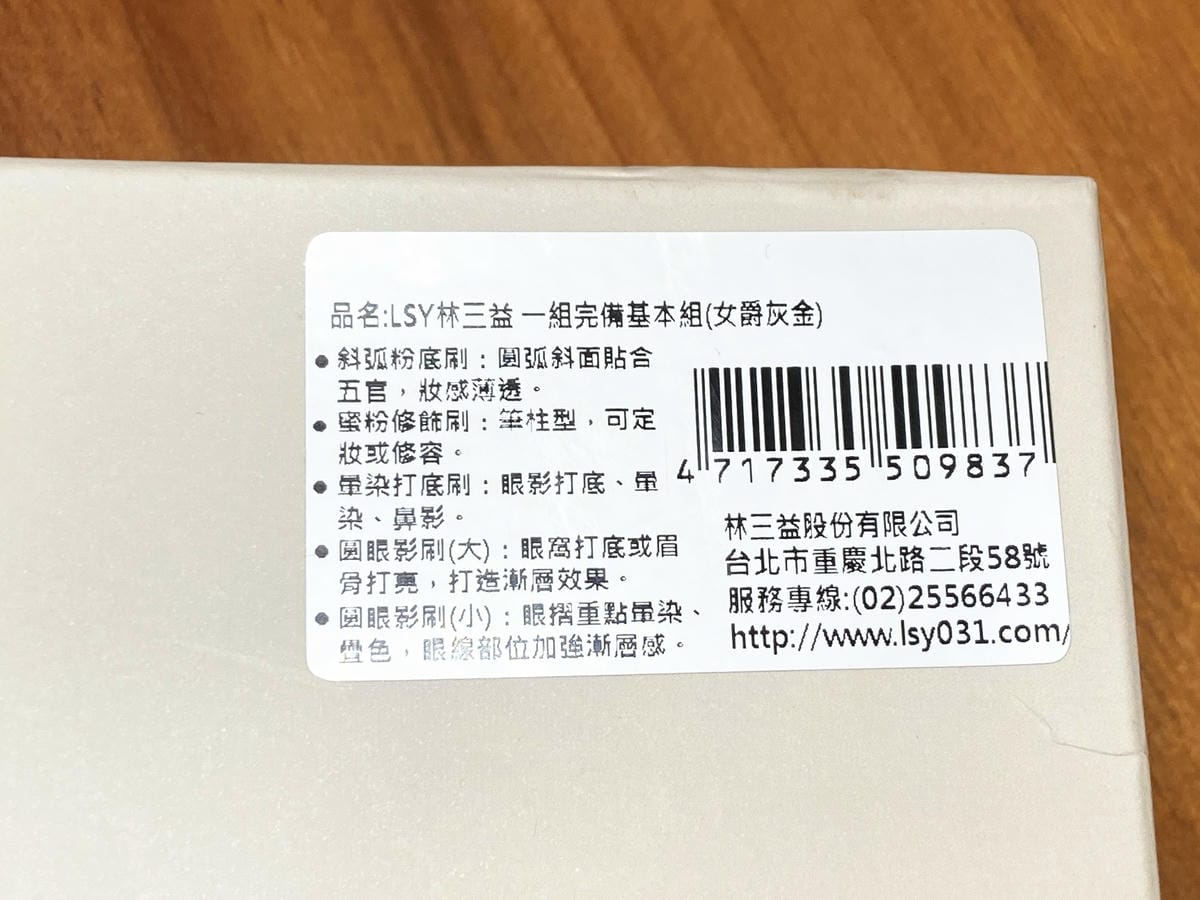 品名:LSY林三益 一組完備基本組(女爵灰金)
● 斜弧粉底刷：圓弧斜面貼合
五官，妝感薄透。
● 蜜粉修飾刷：筆柱型，可定
妝或修容。
● 暈染打底刷：眼影打底、暈
染、鼻影。
● 圓眼影刷(大)：眼窩打底或眉
骨打亮，打造漸層效果。
● 圓眼影刷(小)：眼摺重點暈染、
疊色，眼線部位加強漸層感。
4 717335 509837
林三益股份有限公司
台北市重慶北路二段58號
服務專線:(02)25566433
http://www.lsy031.com/